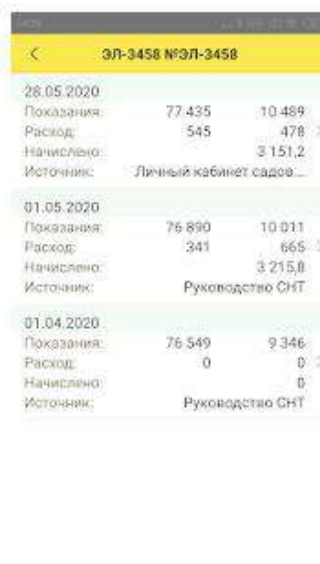 ЭЛ-3458 №ЭЛ-3458
28.05.2020
Показания: 77 435 10 489
Расход: 545 478
Начислено: 3 151,2
Источник: Личный кабинет садов...
01.05.2020
Показания: 76 890 10 011
Расход: 341 665
Начислено: 3 215,8
Источник: Руководство СНТ
01.04.2020
Показания: 76 549 9 346
Расход: 0 0
Начислено: 0
Источник: Руководство СНТ